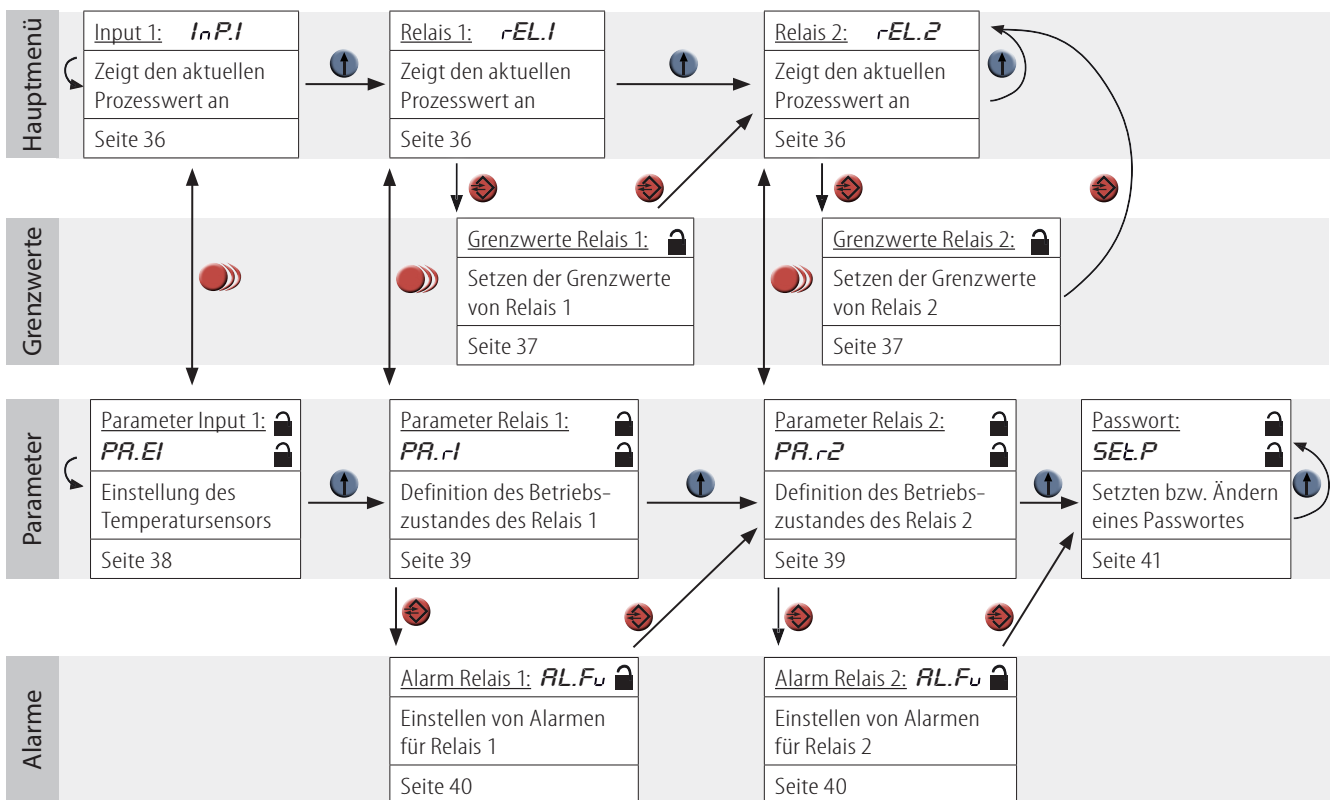 Hauptmenü
Input 1: InP.1
Zeigt den aktuellen
Prozesswert an
Seite 36
Relais 1: rEL.1
Zeigt den aktuellen
Prozesswert an
Seite 36
Relais 2: rEL.2
Zeigt den aktuellen
Prozesswert an
Seite 36
Grenzwerte
Grenzwerte Relais 1:
Setzen der Grenzwerte
von Relais 1
Seite 37
Grenzwerte Relais 2:
Setzen der Grenzwerte
von Relais 2
Seite 37
Parameter
Parameter Input 1:
PA.E1
Einstellung des
Temperatursensors
Seite 38
Parameter Relais 1:
PA.r1
Definition des Betriebs-
zustandes des Relais 1
Seite 39
Parameter Relais 2:
PA.r2
Definition des Betriebs-
zustandes des Relais 2
Seite 39
Passwort:
SEt.P
Setzten bzw. Ändern
eines Passwortes
Seite 41
Alarme
Alarm Relais 1: AL.Fu
Einstellen von Alarmen
für Relais 1
Seite 40
Alarm Relais 2: AL.Fu
Einstellen von Alarmen
für Relais 2
Seite 40